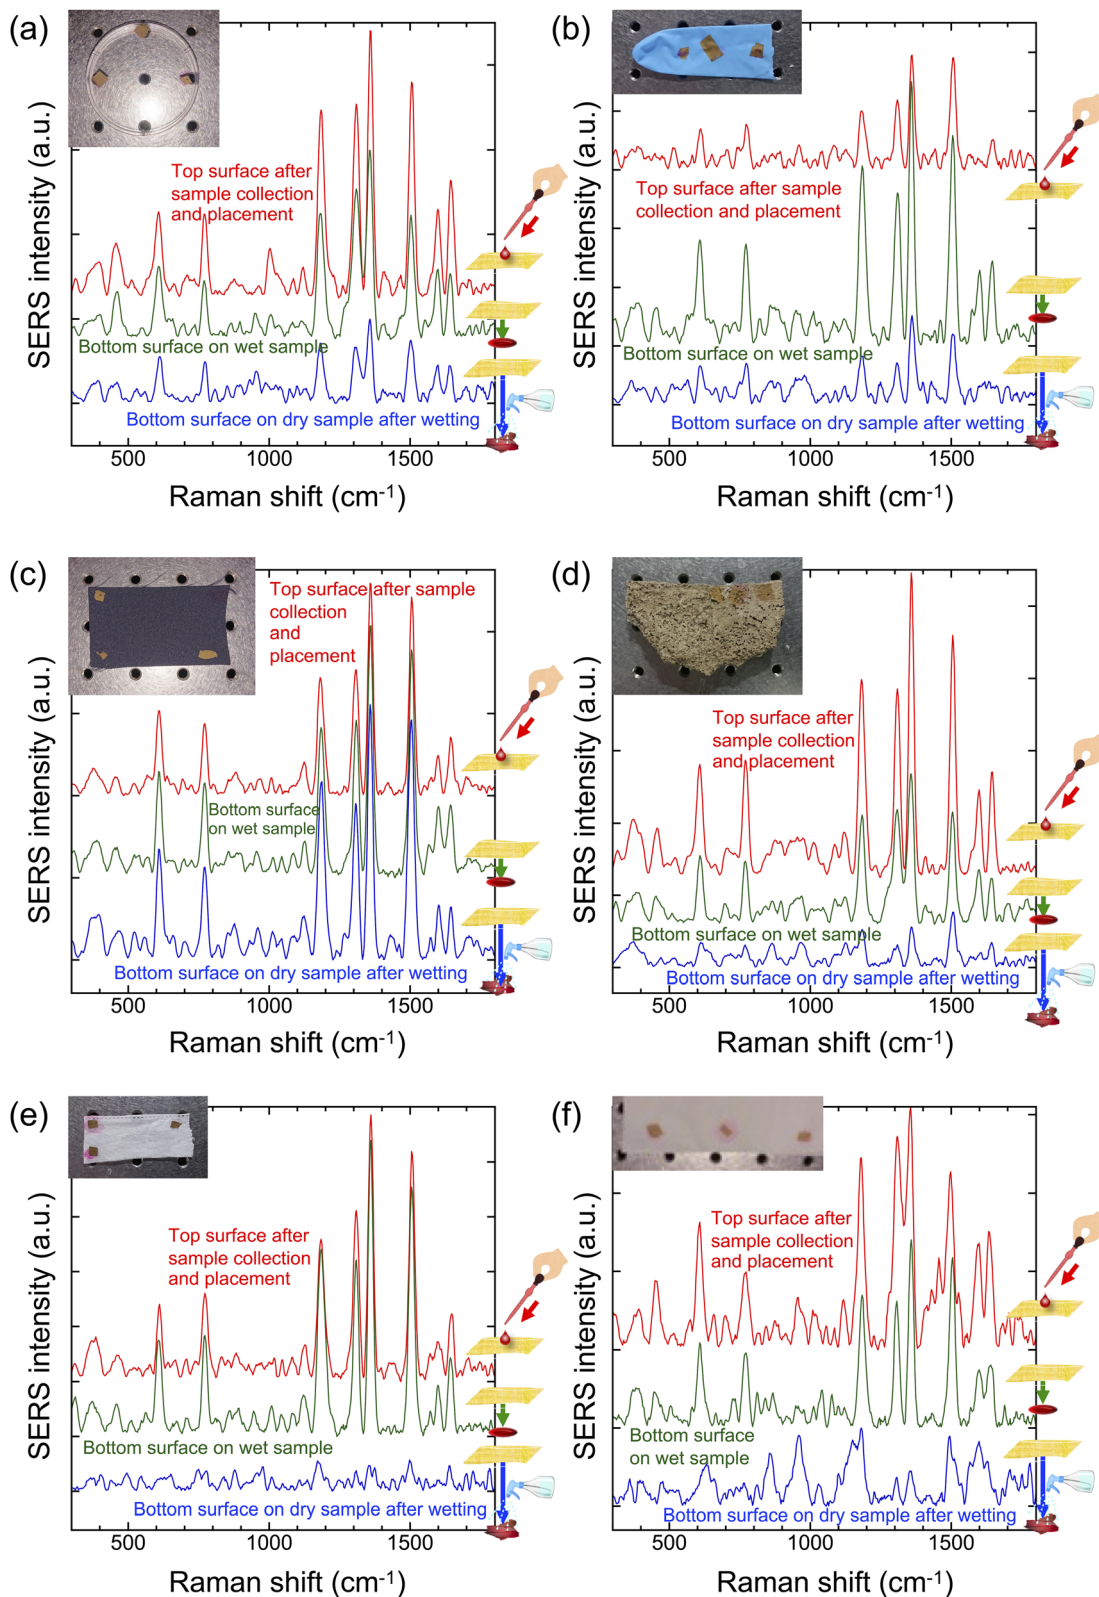 (a)
SERS intensity (a.u.)
Top surface after
sample collection
and placement
Bottom surface on wet sample
Bottom surface on dry sample after wetting
500 1000 1500
Raman shift (cm-1)
(b)
SERS intensity (a.u.)
Top surface after sample
collection and placement
Bottom surface on wet sample
Bottom surface on dry sample after wetting
500 1000 1500
Raman shift (cm-1)
(c)
SERS intensity (a.u.)
Top surface after sample
collection
and
placement
Bottom surface
on wet sample
Bottom surface on dry sample after wetting
500 1000 1500
Raman shift (cm-1)
(d)
SERS intensity (a.u.)
Top surface after
sample collection
and placement
Bottom surface on wet sample
Bottom surface on dry sample after wetting
500 1000 1500
Raman shift (cm-1)
(e)
SERS intensity (a.u.)
Top surface after
sample collection
and placement
Bottom surface on wet sample
Bottom surface on dry sample after wetting
500 1000 1500
Raman shift (cm-1)
(f)
SERS intensity (a.u.)
Top surface after
sample collection
and placement
Bottom surface
on wet sample
Bottom surface on dry sample after wetting
500 1000 1500
Raman shift (cm-1)